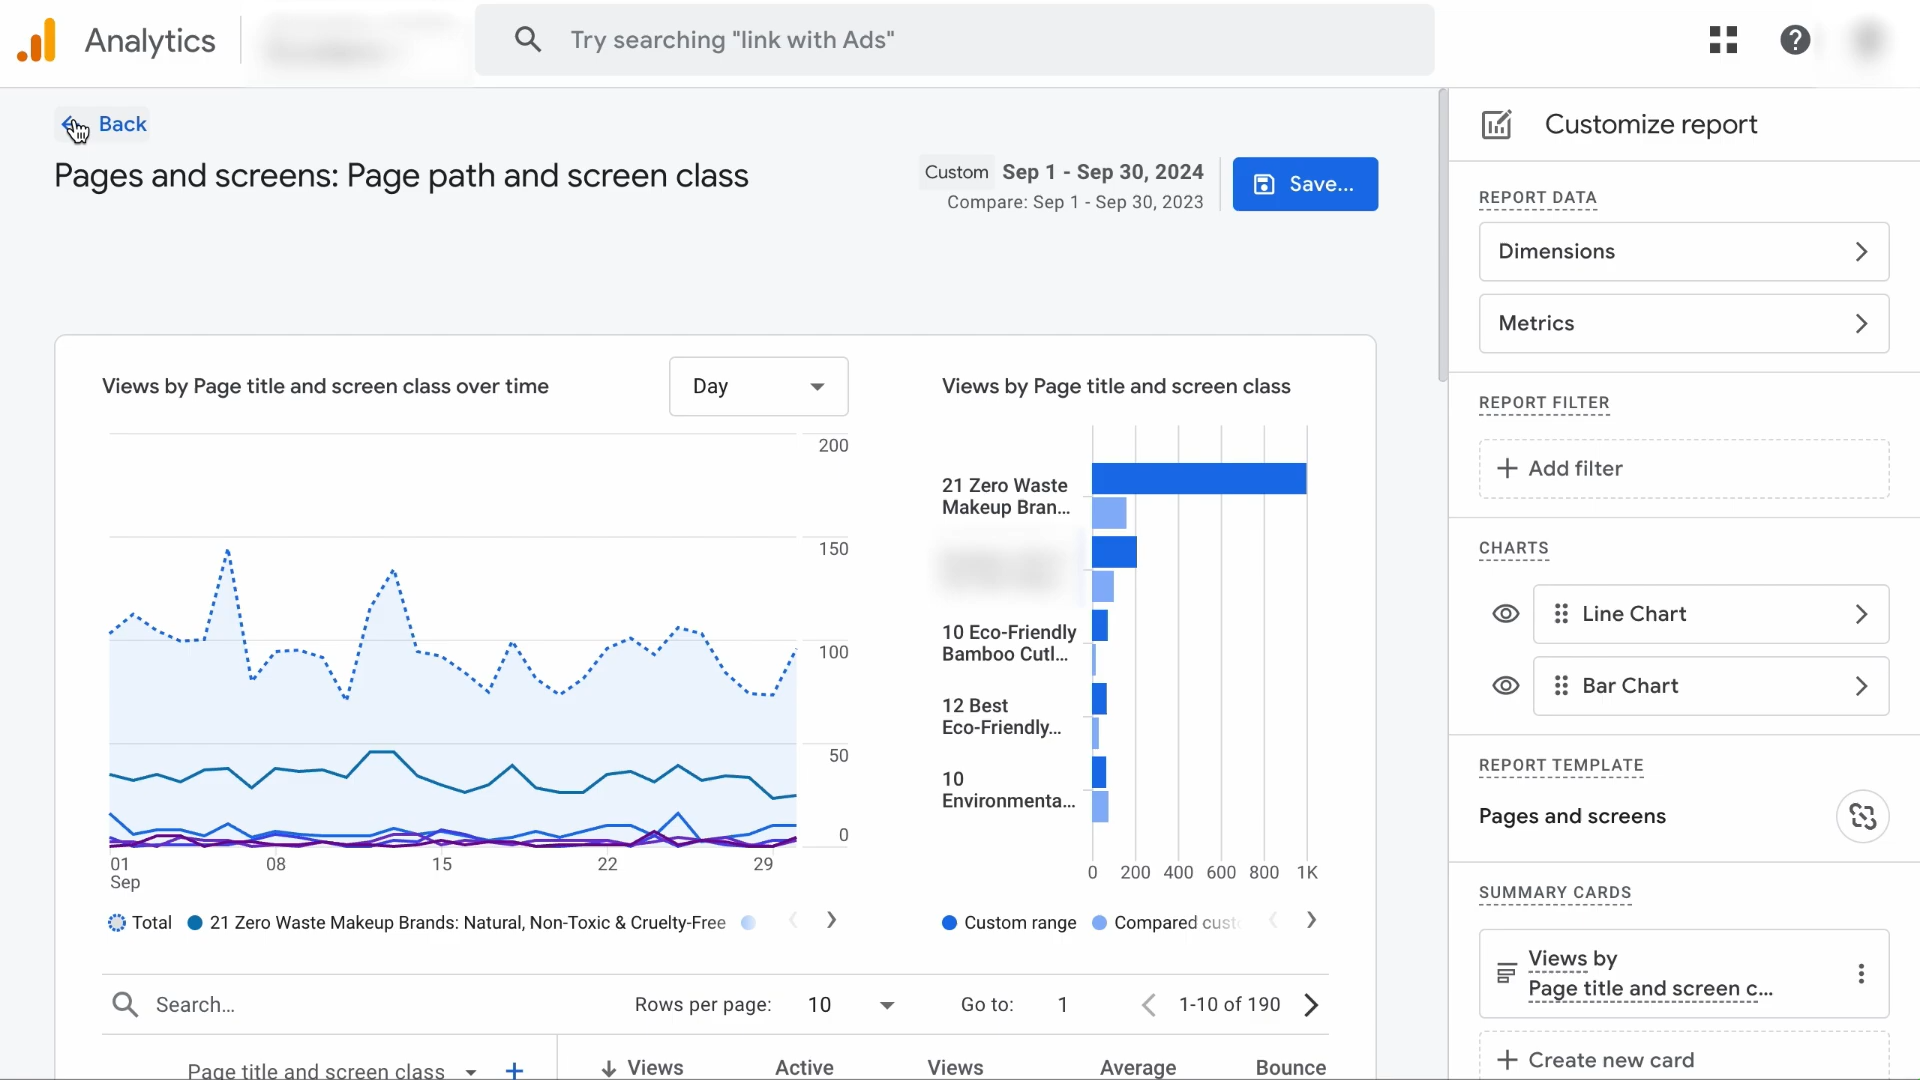 Analytics
Try searching "link with Ads"
Back
Pages and screens: Page path and screen class
Custom Sep 1 - Sep 30, 2024
Compare: Sep 1 - Sep 30, 2023
Save...
Views by Page title and screen class over time
Day
200
150
100
50
0
01 08 15 22 29
Sep
Total 21 Zero Waste Makeup Brands: Natural, Non-Toxic & Cruelty-Free
Views by Page title and screen class
21 Zero Waste
Makeup Bran...
10 Eco-Friendly
Bamboo Cutl...
12 Best
Eco-Friendly...
10
Environmenta...
0 200 400 600 800 1K
Custom range Compared cust
Search...
Rows per page: 10 Go to: 1 1-10 of 190
Page title and screen class
Views Active Views Average Bounce
Customize report
REPORT DATA
Dimensions
Metrics
REPORT FILTER
Add filter
CHARTS
Line Chart
Bar Chart
REPORT TEMPLATE
Pages and screens
SUMMARY CARDS
Views by
Page title and screen c...
Create new card